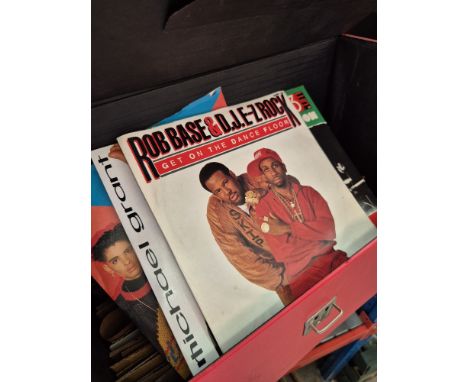 ROB BASE & D.J. E-Z ROCK
GET ON THE DANCE FLOOR
michael grant